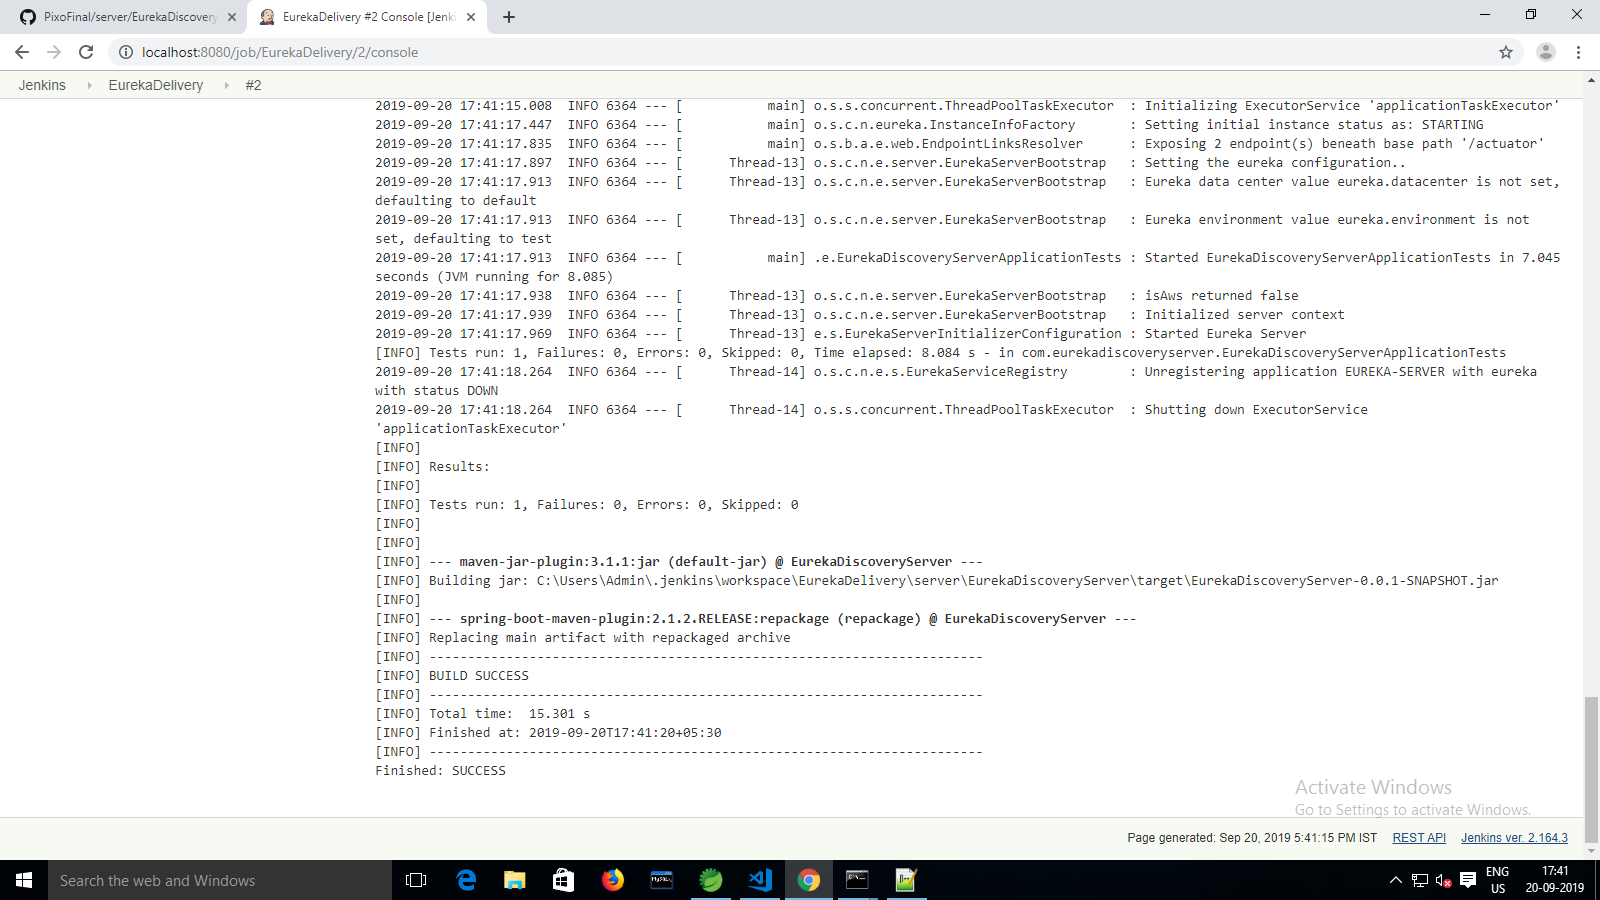 PixoFinal/server/EurekaDiscovery
EurekaDelivery #2 Console [Jenki
localhost:8080/job/EurekaDelivery/2/console
Jenkins EurekaDelivery #2
2019-09-20 17:41:15.008  INFO 6364 --- [           main] o.s.s.concurrent.ThreadPoolTaskExecutor  : Initializing ExecutorService 'applicationTaskExecutor'
2019-09-20 17:41:17.447  INFO 6364 --- [           main] o.s.c.n.eureka.InstanceInfoFactory       : Setting initial instance status as: STARTING
2019-09-20 17:41:17.835  INFO 6364 --- [           main] o.s.b.a.e.web.EndpointLinksResolver      : Exposing 2 endpoint(s) beneath base path '/actuator'
2019-09-20 17:41:17.897  INFO 6364 --- [      Thread-13] o.s.c.n.e.server.EurekaServerBootstrap   : Setting the eureka configuration..
2019-09-20 17:41:17.913  INFO 6364 --- [      Thread-13] o.s.c.n.e.server.EurekaServerBootstrap   : Eureka data center value eureka.datacenter is not set,
defaulting to default
2019-09-20 17:41:17.913  INFO 6364 --- [      Thread-13] o.s.c.n.e.server.EurekaServerBootstrap   : Eureka environment value eureka.environment is not
set, defaulting to test
2019-09-20 17:41:17.913  INFO 6364 --- [           main] .e.EurekaDiscoveryServerApplicationTests : Started EurekaDiscoveryServerApplicationTests in 7.045
seconds (JVM running for 8.085)
2019-09-20 17:41:17.938  INFO 6364 --- [      Thread-13] o.s.c.n.e.server.EurekaServerBootstrap   : isAws returned false
2019-09-20 17:41:17.939  INFO 6364 --- [      Thread-13] o.s.c.n.e.server.EurekaServerBootstrap   : Initialized server context
2019-09-20 17:41:17.969  INFO 6364 --- [      Thread-13] e.s.EurekaServerInitializerConfiguration : Started Eureka Server
[INFO] Tests run: 1, Failures: 0, Errors: 0, Skipped: 0, Time elapsed: 8.084 s - in com.eurekadiscoveryserver.EurekaDiscoveryServerApplicationTests
2019-09-20 17:41:18.264  INFO 6364 --- [      Thread-14] o.s.c.n.e.s.EurekaServiceRegistry        : Unregistering application EUREKA-SERVER with eureka
with status DOWN
2019-09-20 17:41:18.264  INFO 6364 --- [      Thread-14] o.s.s.concurrent.ThreadPoolTaskExecutor  : Shutting down ExecutorService
'applicationTaskExecutor'
[INFO]
[INFO] Results:
[INFO]
[INFO] Tests run: 1, Failures: 0, Errors: 0, Skipped: 0
[INFO]
[INFO]
[INFO] --- maven-jar-plugin:3.1.1:jar (default-jar) @ EurekaDiscoveryServer ---
[INFO] Building jar: C:\Users\Admin\.jenkins\workspace\EurekaDelivery\server\EurekaDiscoveryServer\target\EurekaDiscoveryServer-0.0.1-SNAPSHOT.jar
[INFO]
[INFO] --- spring-boot-maven-plugin:2.1.2.RELEASE:repackage (repackage) @ EurekaDiscoveryServer ---
[INFO] Replacing main artifact with repackaged archive
[INFO] ------------------------------------------------------------------------
[INFO] BUILD SUCCESS
[INFO] ------------------------------------------------------------------------
[INFO] Total time:  15.301 s
[INFO] Finished at: 2019-09-20T17:41:20+05:30
[INFO] ------------------------------------------------------------------------
Finished: SUCCESS
Activate Windows
Go to Settings to activate Windows.
Page generated: Sep 20, 2019 5:41:15 PM IST REST API Jenkins ver. 2.164.3
Search the web and Windows
MySQL
ENG
US
17:41
20-09-2019